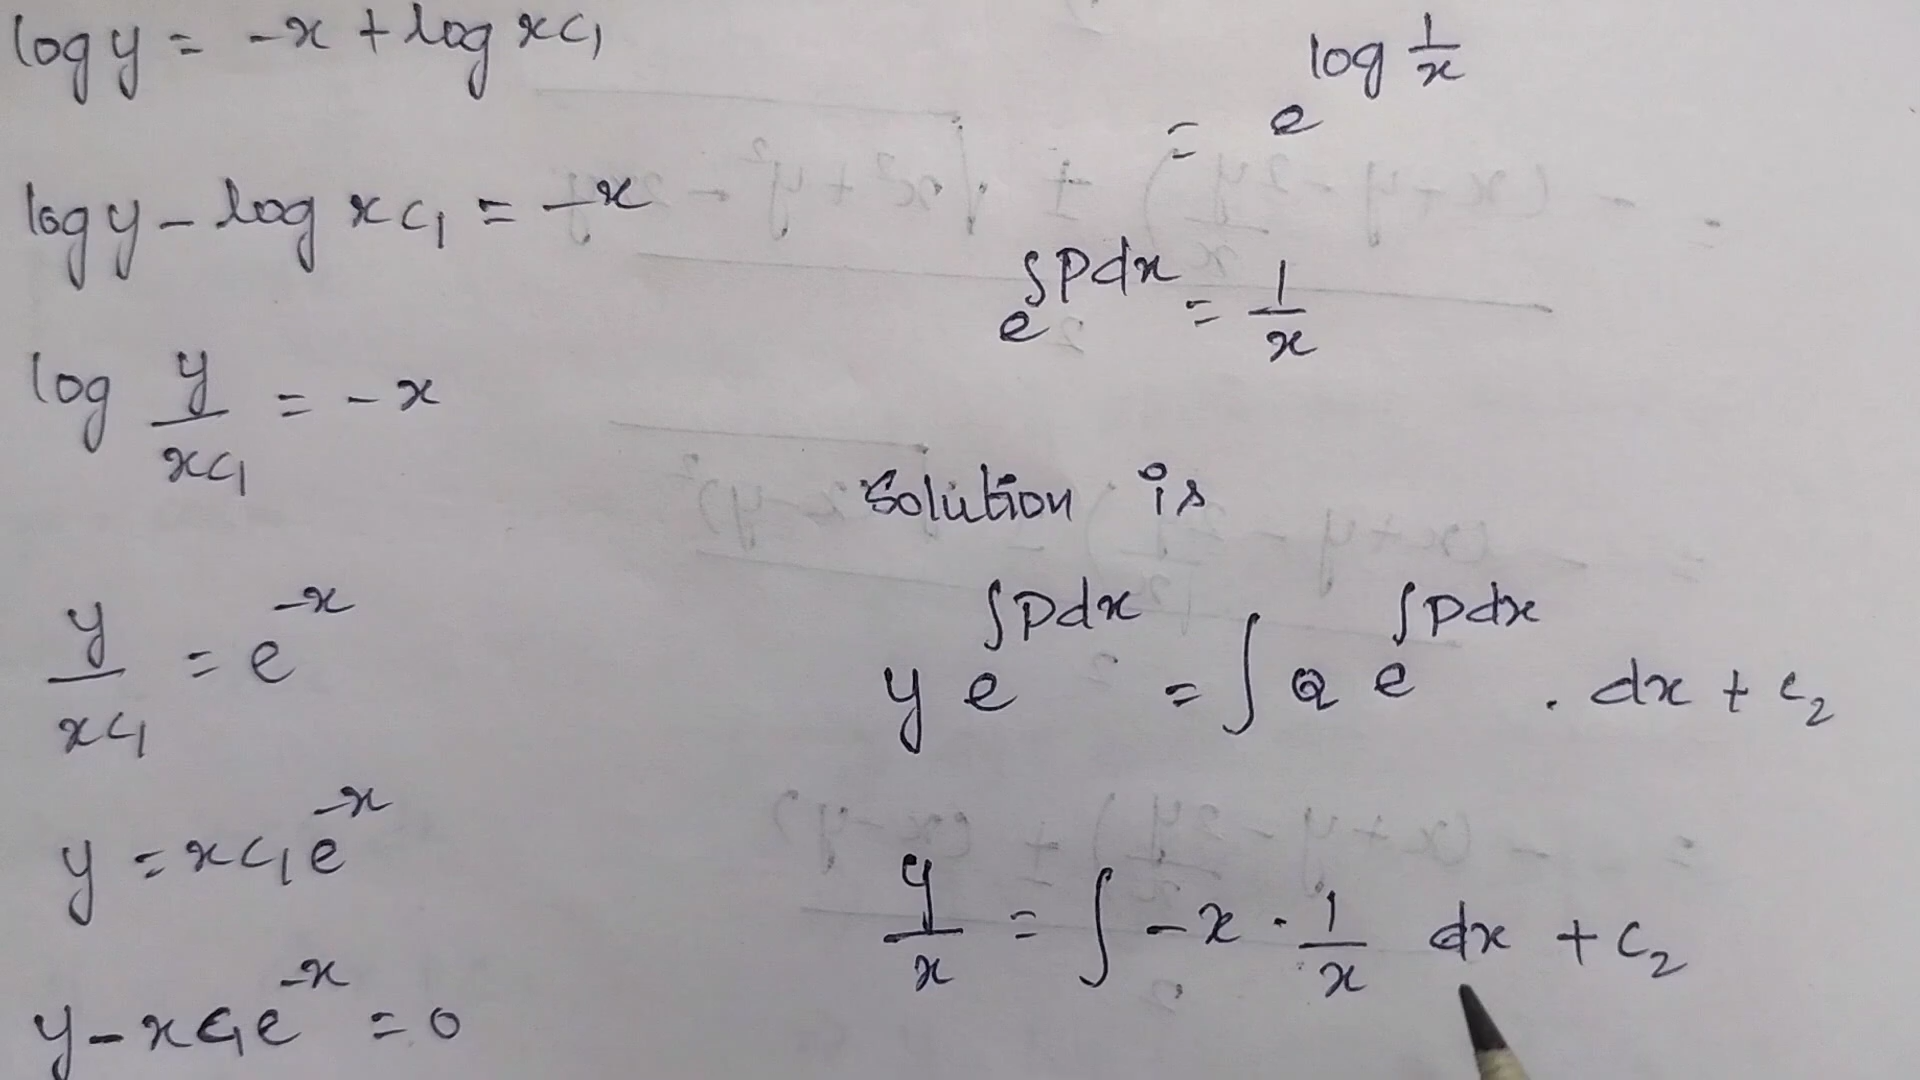 log y = -x + log xc₁
log y - log xc₁ = -x
log y/xc₁ = -x
y/xc₁ = e^-x
y = xc₁e^-x
y - xc₁e^-x = 0
= e^log 1/x
e^∫Pdx = 1/x
Solution is
y e^∫Pdx = ∫ Q e^∫Pdx . dx + c₂
y/x = ∫ -x · 1/x dx + c₂